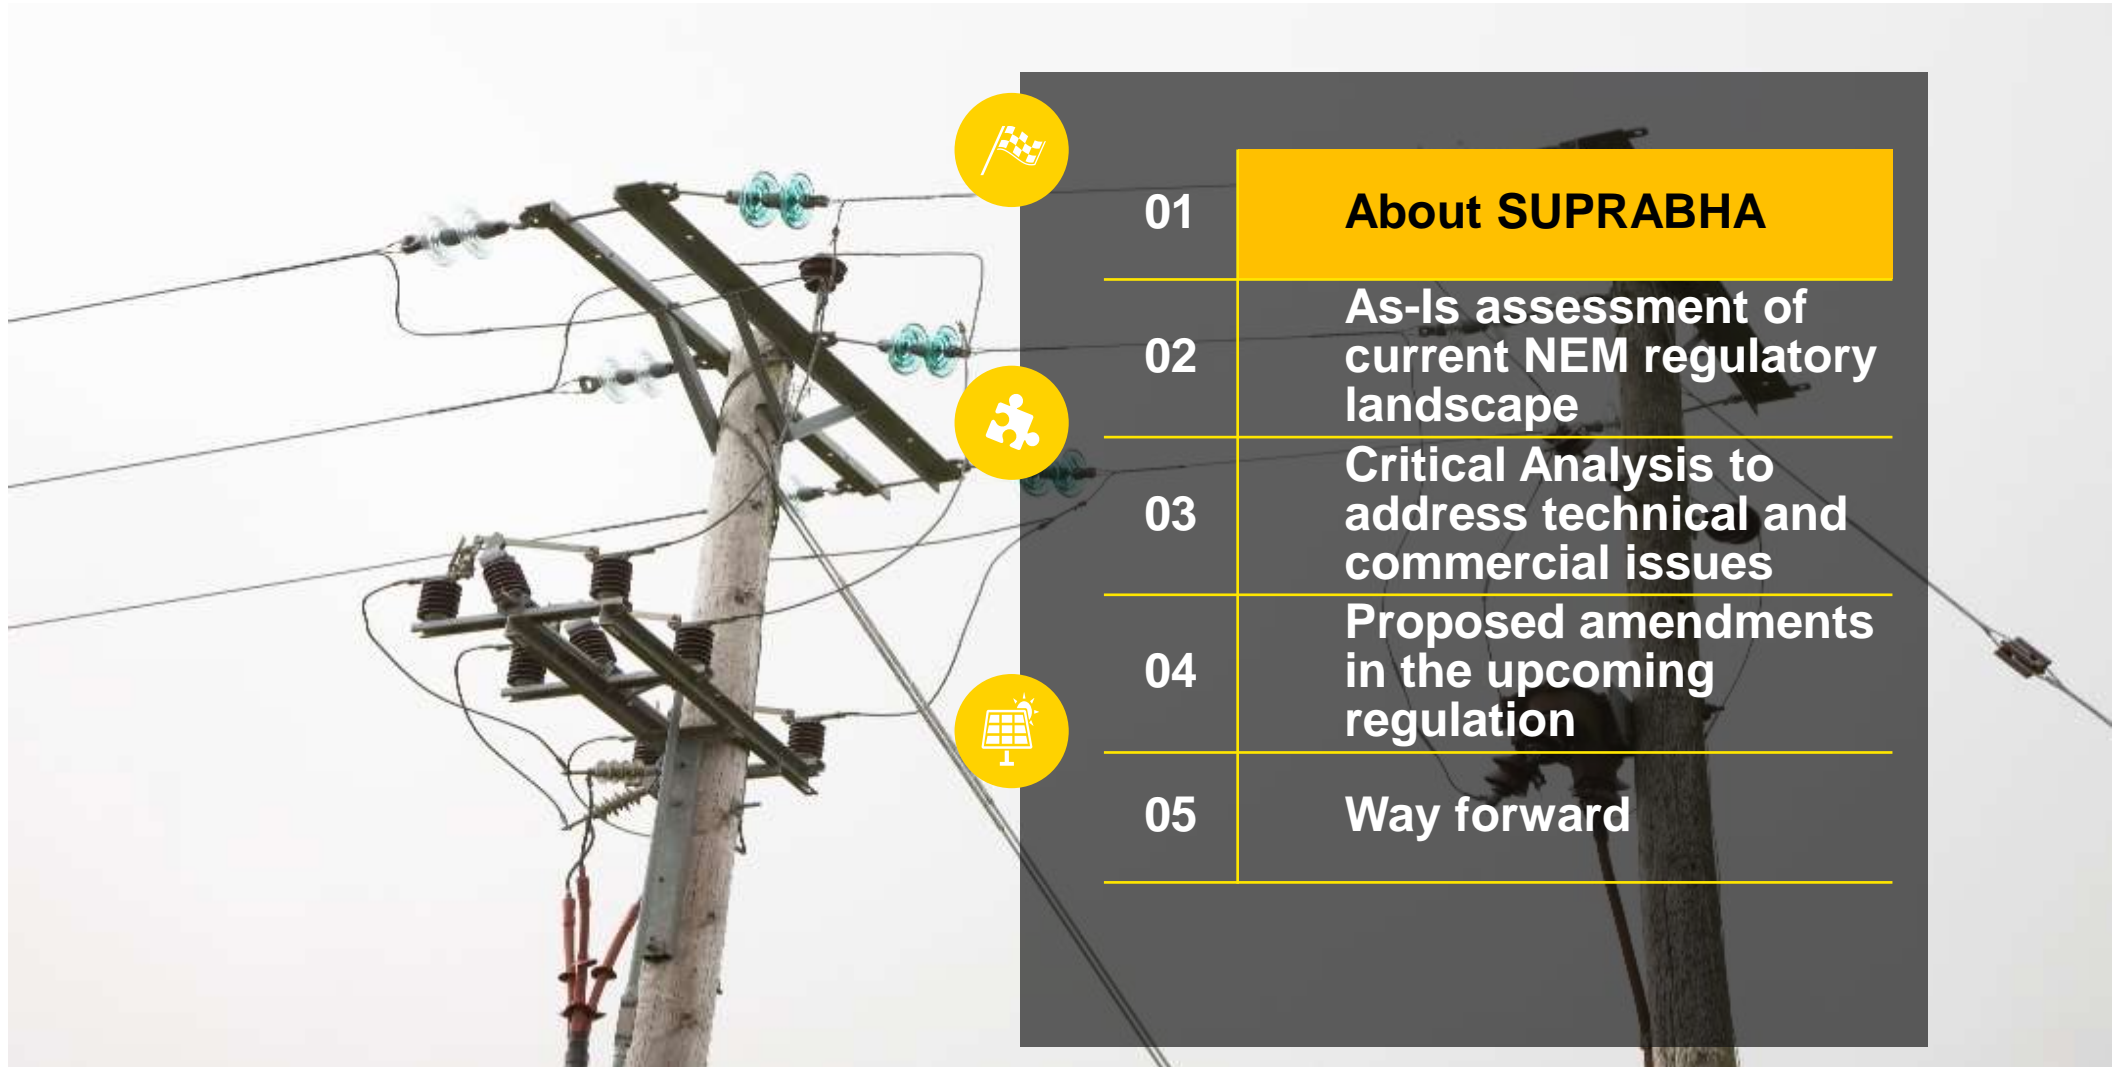 01 About SUPRABHA
As-Is assessment of
02 current NEM regulatory
landscape
Critical Analysis to
03 address technical and
commercial issues
Proposed amendments
04 in the upcoming
regulation
05 Way forward